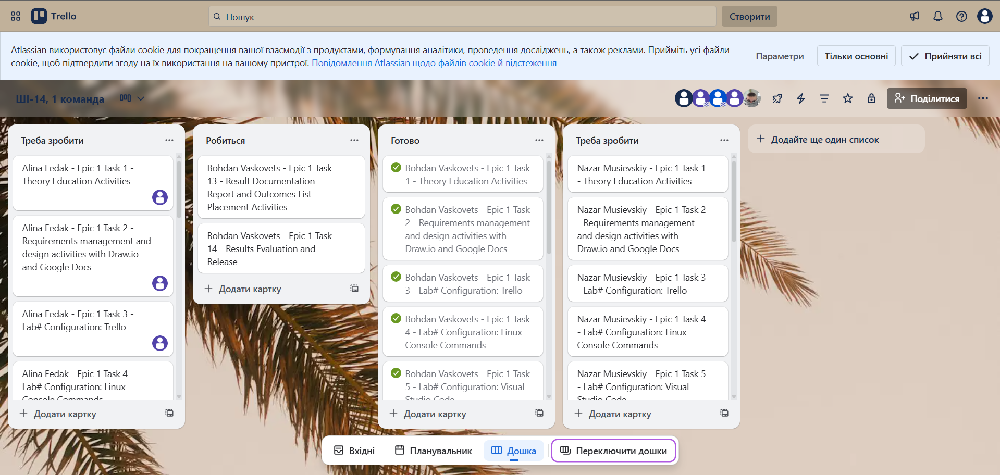 Trello
Пошук
Створити
Atlassian використовує файли cookie для покращення вашої взаємодії з продуктами, формування аналітики, проведення досліджень, а також реклами. Прийміть усі файли
cookie, щоб підтвердити згоду на їх використання на вашому пристрої. Повідомлення Atlassian щодо файлів cookie й відстеження
Параметри
Тільки основні
Прийняти всі
ШІ-14, 1 команда
Поділитися
Треба зробити
Alina Fedak - Epic 1 Task 1 -
Theory Education Activities
Alina Fedak - Epic 1 Task 2 -
Requirements management and
design activities with Draw.io
and Google Docs
Alina Fedak - Epic 1 Task 3 -
Lab# Configuration: Trello
Alina Fedak - Epic 1 Task 4 -
Lab# Configuration: Linux
Console Commands
Додати картку
Робиться
Bohdan Vaskovets - Epic 1 Task
13 - Result Documentation
Report and Outcomes List
Placement Activities
Bohdan Vaskovets - Epic 1 Task
14 - Results Evaluation and
Release
Додати картку
Готово
Bohdan Vaskovets - Epic 1 Task
1 - Theory Education Activities
Bohdan Vaskovets - Epic 1 Task
2 - Requirements management
and design activities with
Draw.io and Google Docs
Bohdan Vaskovets - Epic 1 Task
3 - Lab# Configuration: Trello
Bohdan Vaskovets - Epic 1 Task
4 - Lab# Configuration: Linux
Console Commands
Bohdan Vaskovets - Epic 1 Task
5 - Lab# Configuration: Visual
Studio Code
Додати картку
Треба зробити
Nazar Musievskiy - Epic 1 Task 1
- Theory Education Activities
Nazar Musievskiy - Epic 1 Task 2
- Requirements management
and design activities with
Draw.io and Google Docs
Nazar Musievskiy - Epic 1 Task 3
- Lab# Configuration: Trello
Nazar Musievskiy - Epic 1 Task 4
- Lab# Configuration: Linux
Console Commands
Nazar Musievskiy - Epic 1 Task 5
- Lab# Configuration: Visual
Studio Code
Додати картку
Додайте ще один список
Вхідні
Планувальник
Дошка
Переключити дошки